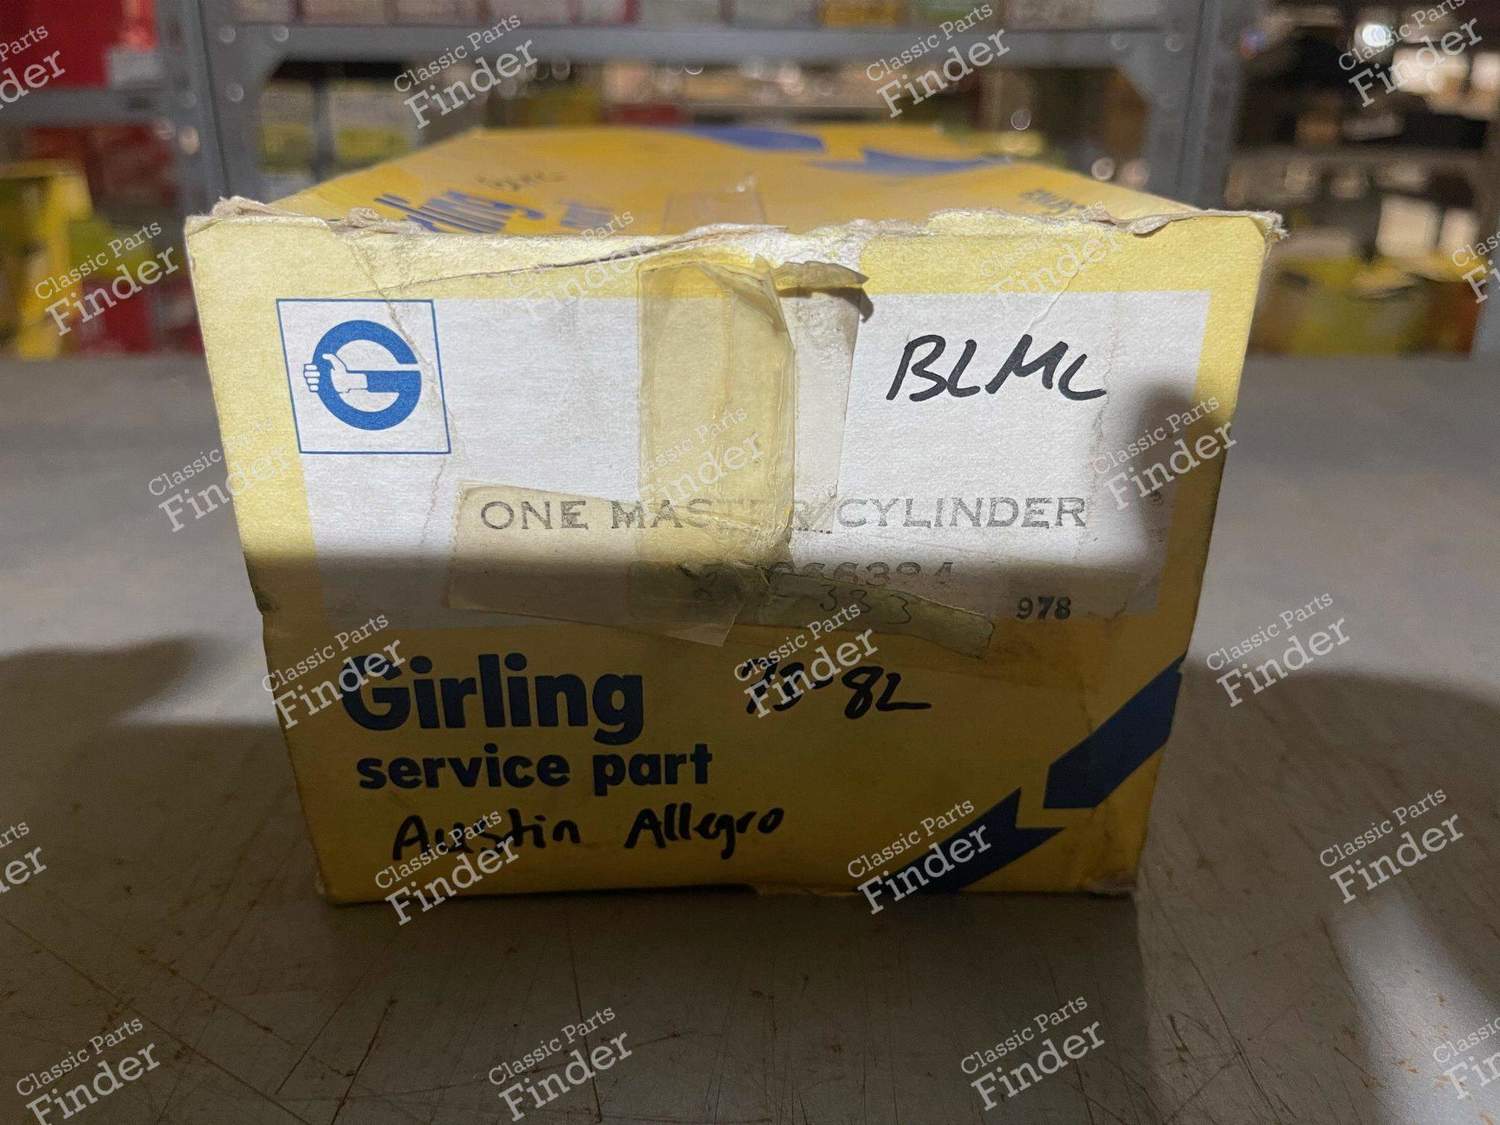 BLMC
ONE MASTER CYLINDER
978
Girling
75-82
service part
Austin Allegro
Classic Parts
Finder